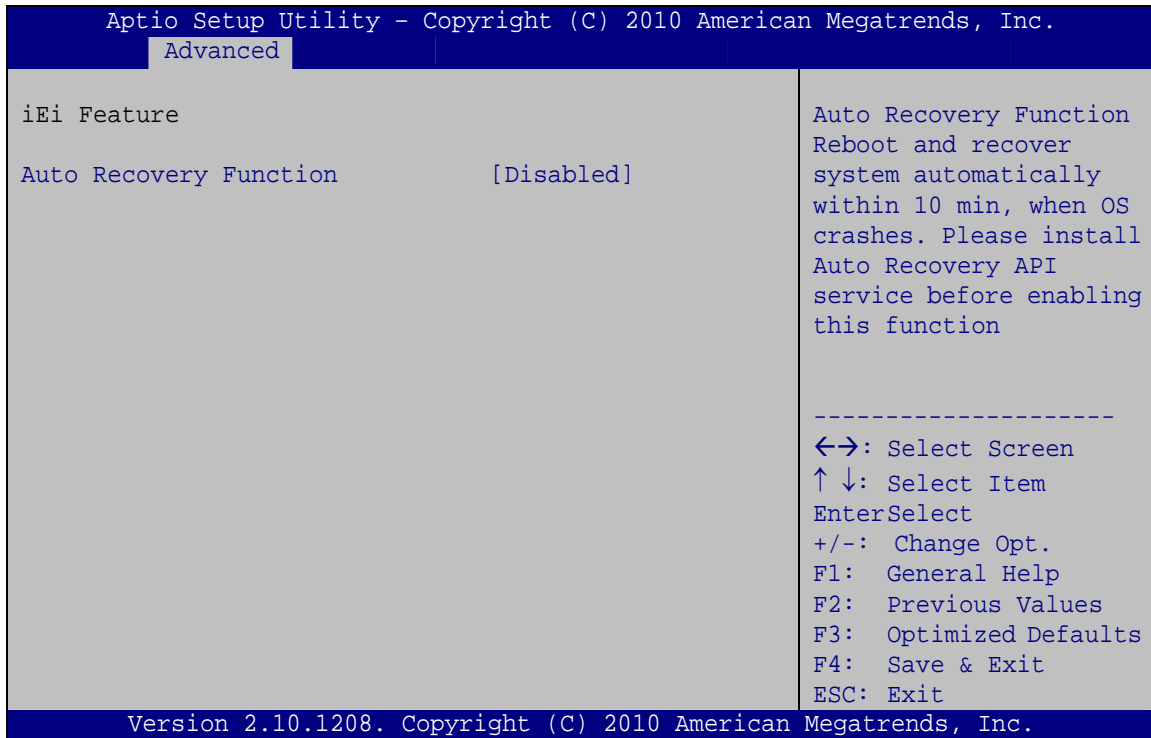 Aptio Setup Utility – Copyright (C) 2010 American Megatrends, Inc.
Advanced
iEi Feature
Auto Recovery Function [Disabled]
Auto Recovery Function
Reboot and recover
system automatically
within 10 min, when OS
crashes. Please install
Auto Recovery API
service before enabling
this function
---------------------
←→: Select Screen
↑ ↓: Select Item
EnterSelect
+/-: Change Opt.
F1: General Help
F2: Previous Values
F3: Optimized Defaults
F4: Save & Exit
ESC: Exit
Version 2.10.1208. Copyright (C) 2010 American Megatrends, Inc.